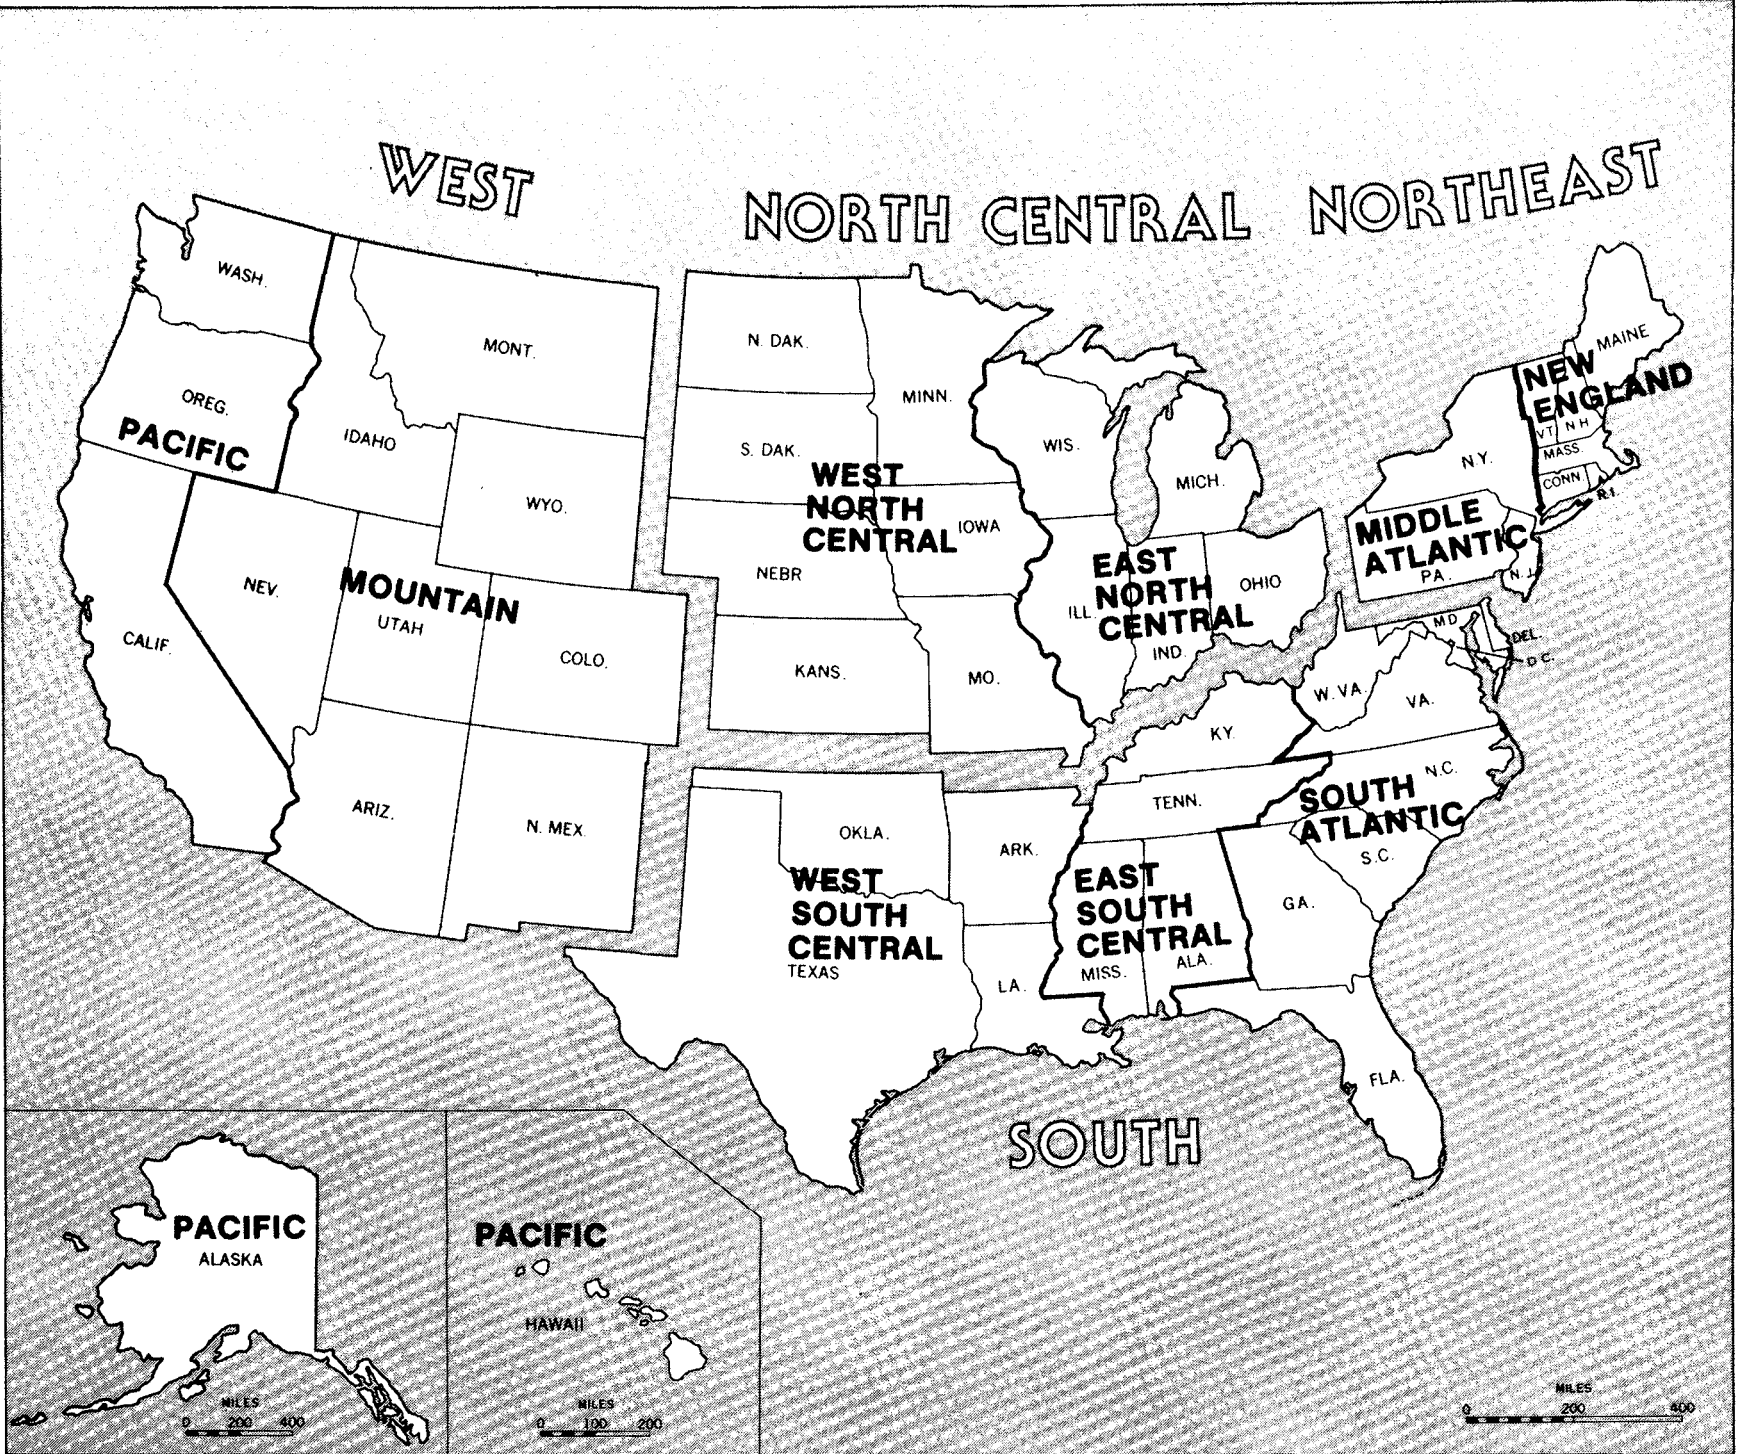 WEST
NORTH CENTRAL
NORTHEAST
WASH.
MONT.
OREG.
PACIFIC
IDAHO
WYO.
NEV.
MOUNTAIN
UTAH
CALIF.
COLO.
ARIZ.
N. MEX.
N. DAK.
MINN.
S. DAK.
WEST
NORTH
CENTRAL
IOWA
NEBR
KANS.
MO.
WIS.
MICH.
EAST
NORTH
CENTRAL
ILL
OHIO
IND.
MAINE
NEW
ENGLAND
VT
N H
MASS.
CONN
R.I.
N.Y.
MIDDLE
ATLANTIC
PA.
N.J.
MD
DEL.
D.C.
W. VA.
VA.
KY.
TENN.
N.C.
SOUTH
ATLANTIC
S.C.
GA.
FLA.
OKLA.
ARK.
WEST
SOUTH
CENTRAL
TEXAS
LA.
EAST
SOUTH
CENTRAL
MISS.
ALA.
SOUTH
PACIFIC
ALASKA
MILES
0 200 400
PACIFIC
HAWAII
MILES
0 100 200
MILES
0 200 400